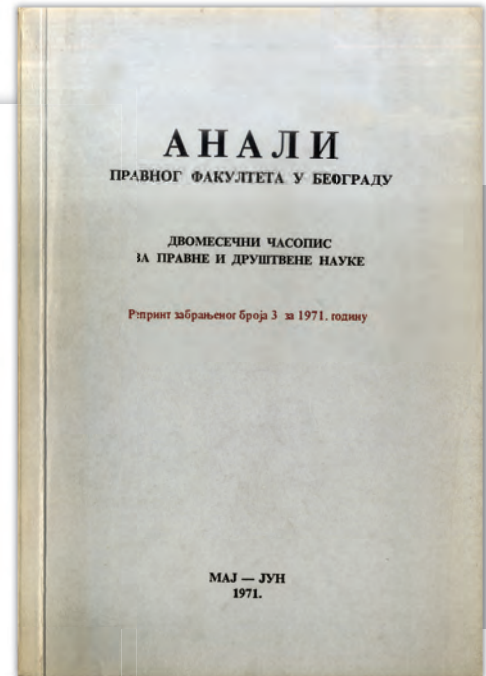 АНАЛИ
ПРАВНОГ ФАКУЛТЕТА У БЕОГРАДУ
ДВОМЕСЕЧНИ ЧАСОПИС
ЗА ПРАВНЕ И ДРУШТВЕНЕ НАУКЕ
Репринт забрањеног броја 3 за 1971. годину
МАЈ — ЈУН
1971.